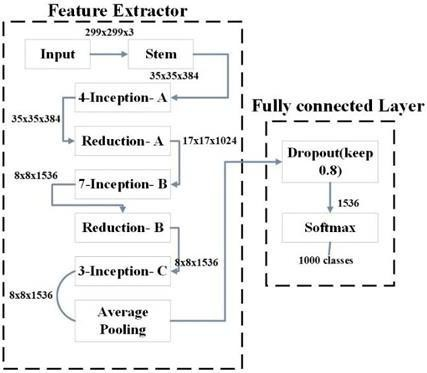 Feature Extractor
299x299x3
Input
Stem
35x35x384
4-Inception- A
35x35x384
Reduction- A
17x17x1024
7-Inception- B
8x8x1536
Reduction- B
8x8x1536
3-Inception- C
8x8x1536
Average
Pooling
Fully connected Layer
Dropout(keep
0.8)
1536
Softmax
1000 classes